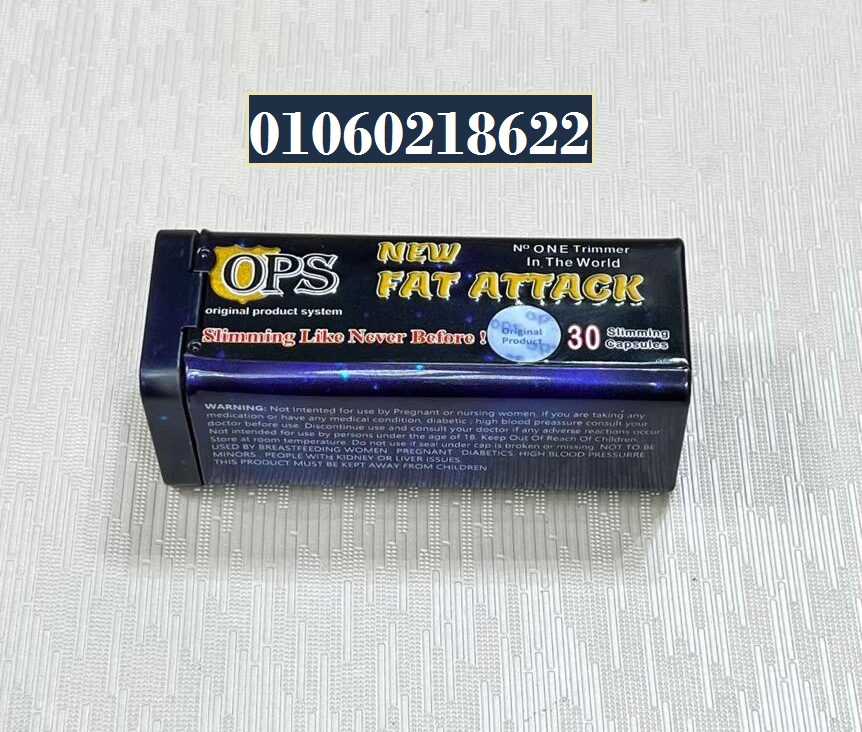 01060218622
OPS
original product system
NEW
FAT ATTACK
Nº ONE Trimmer
In The World
Slimming Like Never Before !
Original
Product
30 Slimming
Capsules
WARNING: Not Intented for use by Pregnant or nursing women, If you are taking any
medication or have any medical condition, diabetic , high blood preassure consult your
doctor before use. Discontinue use and consult your doctor if any adverse reactions occur
Not intended for use by persons under the age of 18. Keep Out Of Reach Of Children.
Store at room temperature. Do not use if seal under cap is broken or missing. NOT TO BE
USED BY BREASTFEEDING WOMEN. PREGNANT DIABETICS. HIGH BLOOD PRESSURRE
MINORS . PEOPLE WITH KIDNEY OR LIVER ISSUES.
THIS PRODUCT MUST BE KEPT AWAY FROM CHILDREN